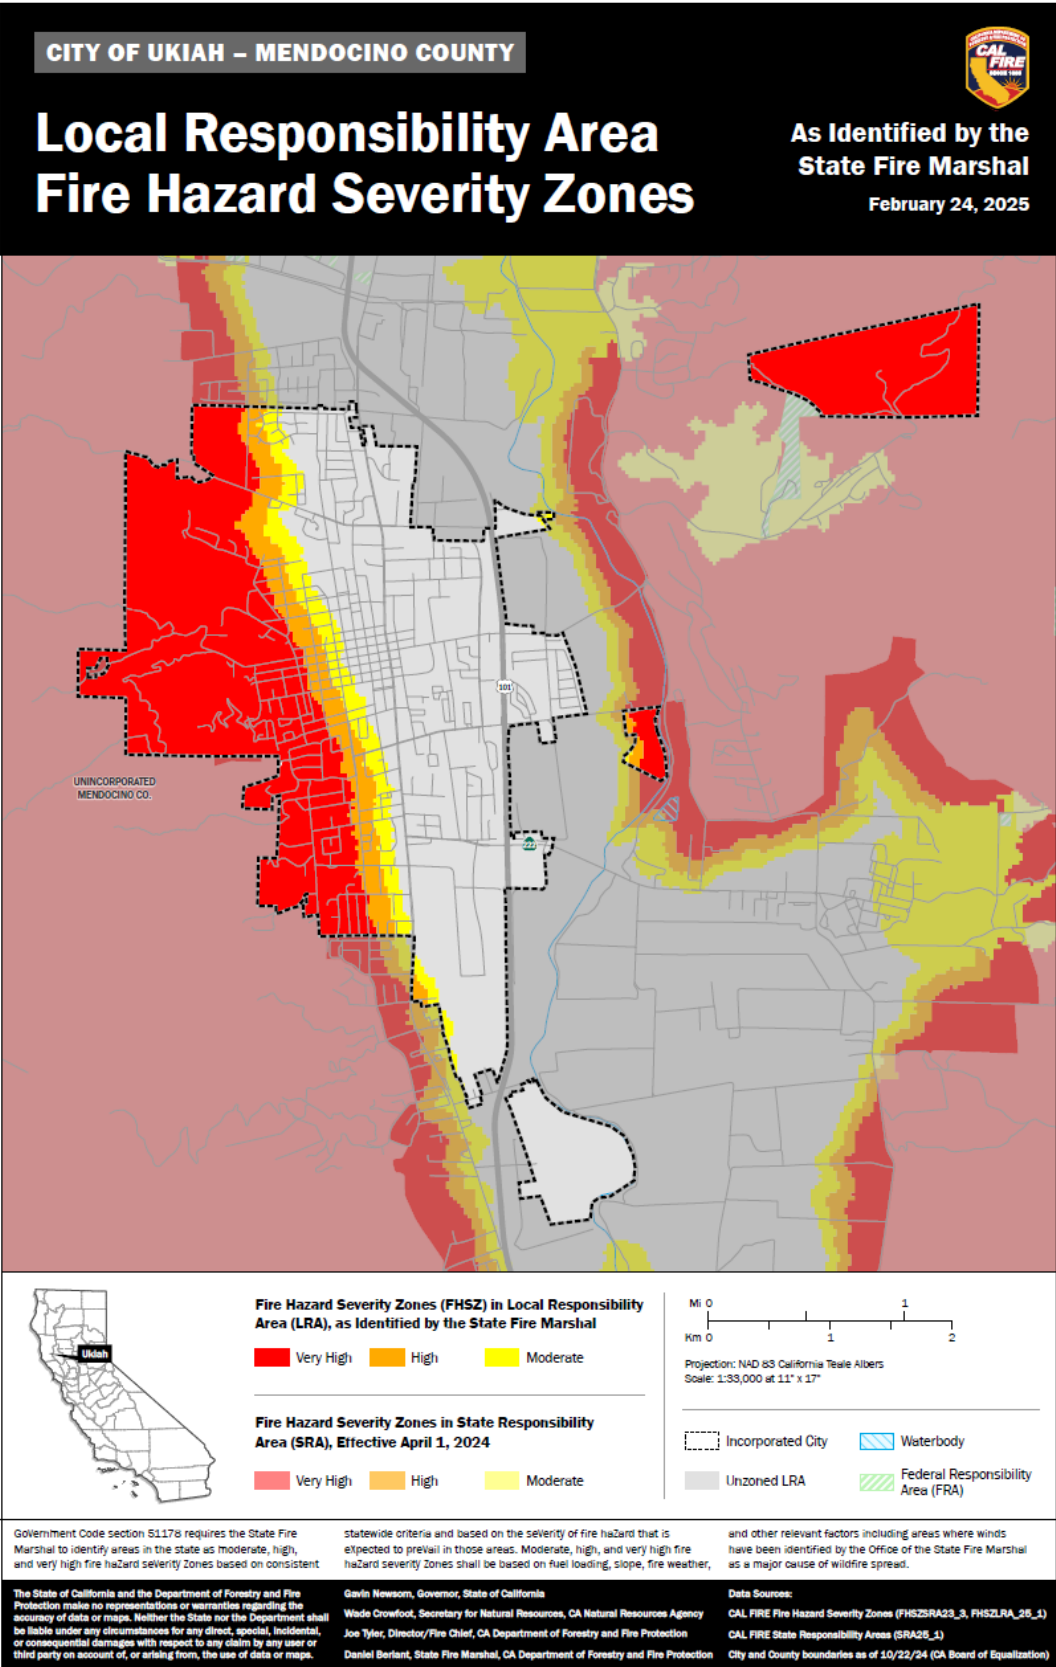 CITY OF UKIAH – MENDOCINO COUNTY
CAL
FIRE
SINCE 1885
Local Responsibility Area
Fire Hazard Severity Zones
As Identified by the
State Fire Marshal
February 24, 2025
101
222
UNINCORPORATED
MENDOCINO CO.
Ukiah
Fire Hazard Severity Zones (FHSZ) in Local Responsibility
Area (LRA), as Identified by the State Fire Marshal
Very High High Moderate
Fire Hazard Severity Zones in State Responsibility
Area (SRA), Effective April 1, 2024
Very High High Moderate
Mi 0 1
Km 0 1 2
Projection: NAD 83 California Teale Albers
Scale: 1:33,000 at 11" x 17"
Incorporated City Waterbody
Unzoned LRA Federal Responsibility
Area (FRA)
Government Code section 51178 requires the State Fire
Marshal to identify areas in the state as moderate, high,
and very high fire hazard severity zones based on consistent
statewide criteria and based on the severity of fire hazard that is
expected to prevail in those areas. Moderate, high, and very high fire
hazard severity zones shall be based on fuel loading, slope, fire weather,
and other relevant factors including areas where winds
have been identified by the Office of the State Fire Marshal
as a major cause of wildfire spread.
The State of California and the Department of Forestry and Fire
Protection make no representations or warranties regarding the
accuracy of data or maps. Neither the State nor the Department shall
be liable under any circumstances for any direct, special, incidental,
or consequential damages with respect to any claim by any user or
third party on account of, or arising from, the use of data or maps.
Gavin Newsom, Governor, State of California
Wade Crowfoot, Secretary for Natural Resources, CA Natural Resources Agency
Joe Tyler, Director/Fire Chief, CA Department of Forestry and Fire Protection
Daniel Berlant, State Fire Marshal, CA Department of Forestry and Fire Protection
Data Sources:
CAL FIRE Fire Hazard Severity Zones (FHSZSRA23_3, FHSZLRA_25_1)
CAL FIRE State Responsibility Areas (SRA25_1)
City and County boundaries as of 10/22/24 (CA Board of Equalization)